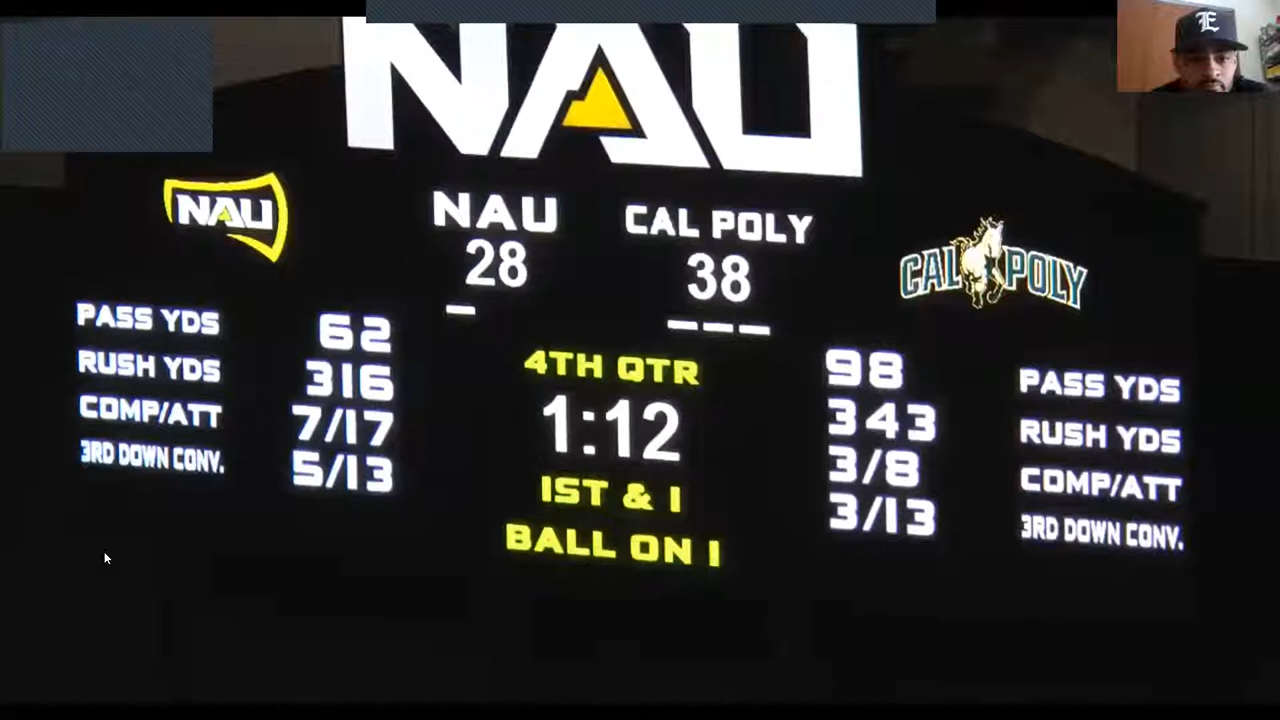 NAU
NAU
NAU
28
CAL POLY
38
CAL POLY
PASS YDS 62
RUSH YDS 316
COMP/ATT 7/17
3RD DOWN CONV. 5/13
4TH QTR
1:12
1ST & 1
BALL ON 1
98 PASS YDS
343 RUSH YDS
3/8 COMP/ATT
3/13 3RD DOWN CONV.
E